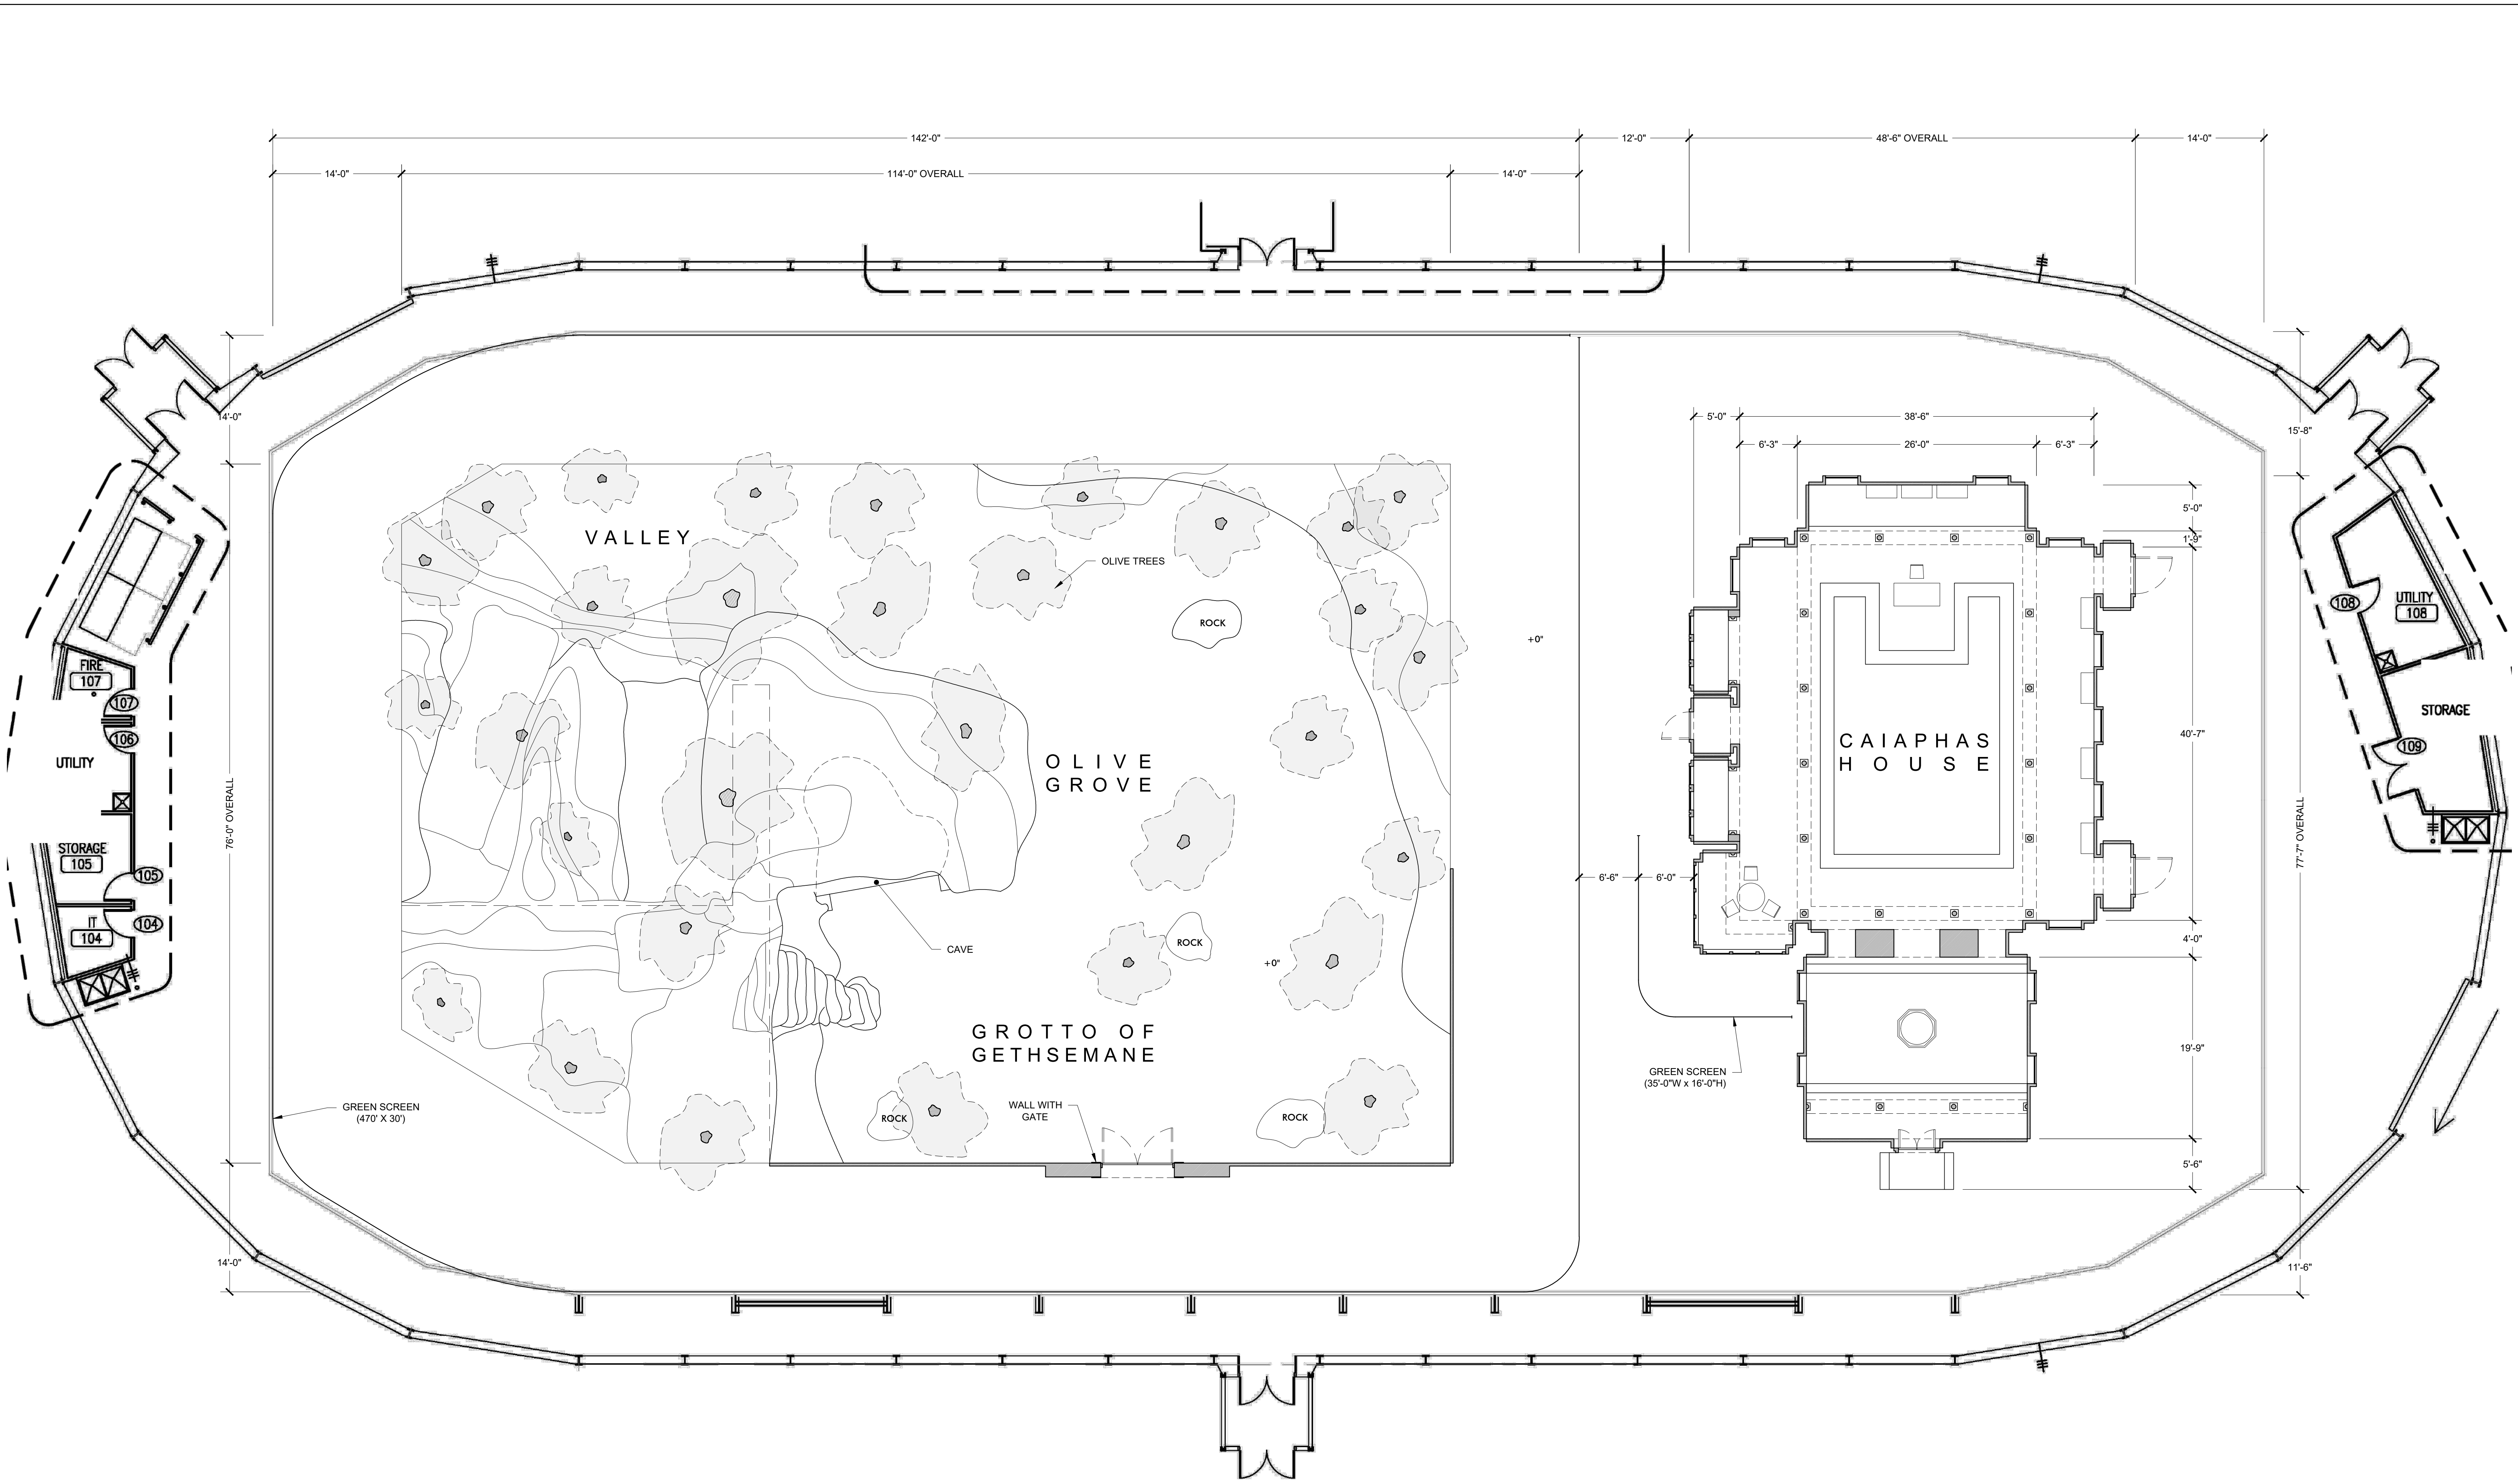 142'-0"
12'-0"
48'-6" OVERALL
14'-0"
14'-0"
114'-0" OVERALL
14'-0"
14'-0"
15'-8"
5'-0"
38'-6"
6'-3"
26'-0"
6'-3"
5'-0"
1'-9"
VALLEY
OLIVE TREES
ROCK
+0"
108
UTILITY
108
FIRE
107
107
106
UTILITY
STORAGE
109
OLIVE
GROVE
CAIAPHAS
HOUSE
40'-7"
76'-0" OVERALL
77'-7" OVERALL
STORAGE
105
105
IT
104
104
6'-6"
6'-0"
ROCK
CAVE
+0"
4'-0"
GROTTO OF
GETHSEMANE
19'-9"
GREEN SCREEN
(35'-0"W x 16'-0"H)
GREEN SCREEN
(470' X 30')
WALL WITH
GATE
ROCK
ROCK
5'-6"
14'-0"
11'-6"